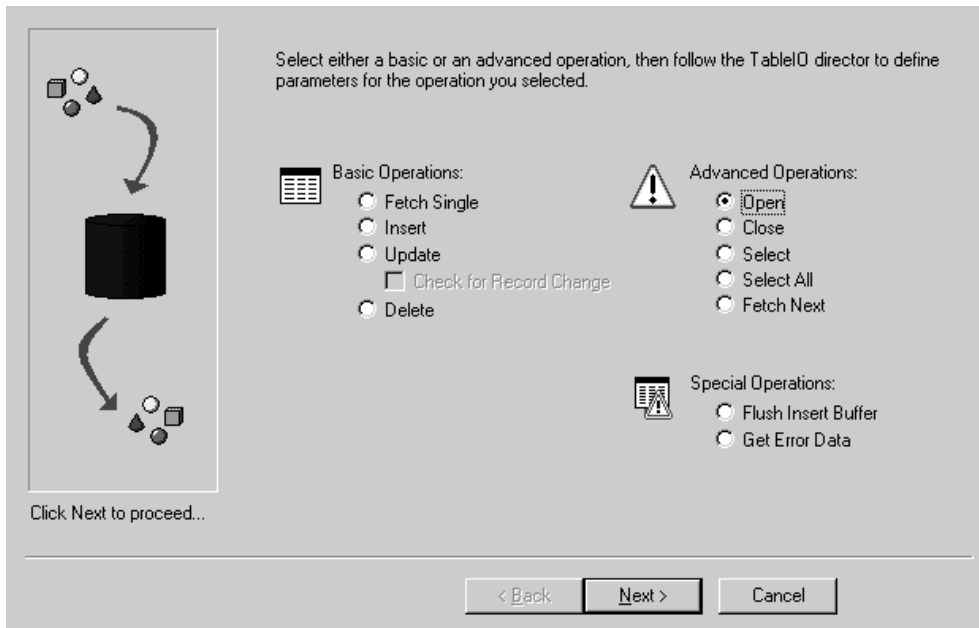 Select either a basic or an advanced operation, then follow the TableIO director to define
parameters for the operation you selected.
Basic Operations:
Fetch Single
Insert
Update
Check for Record Change
Delete
Advanced Operations:
Open
Close
Select
Select All
Fetch Next
Special Operations:
Flush Insert Buffer
Get Error Data
Click Next to proceed...
< Back
Next >
Cancel